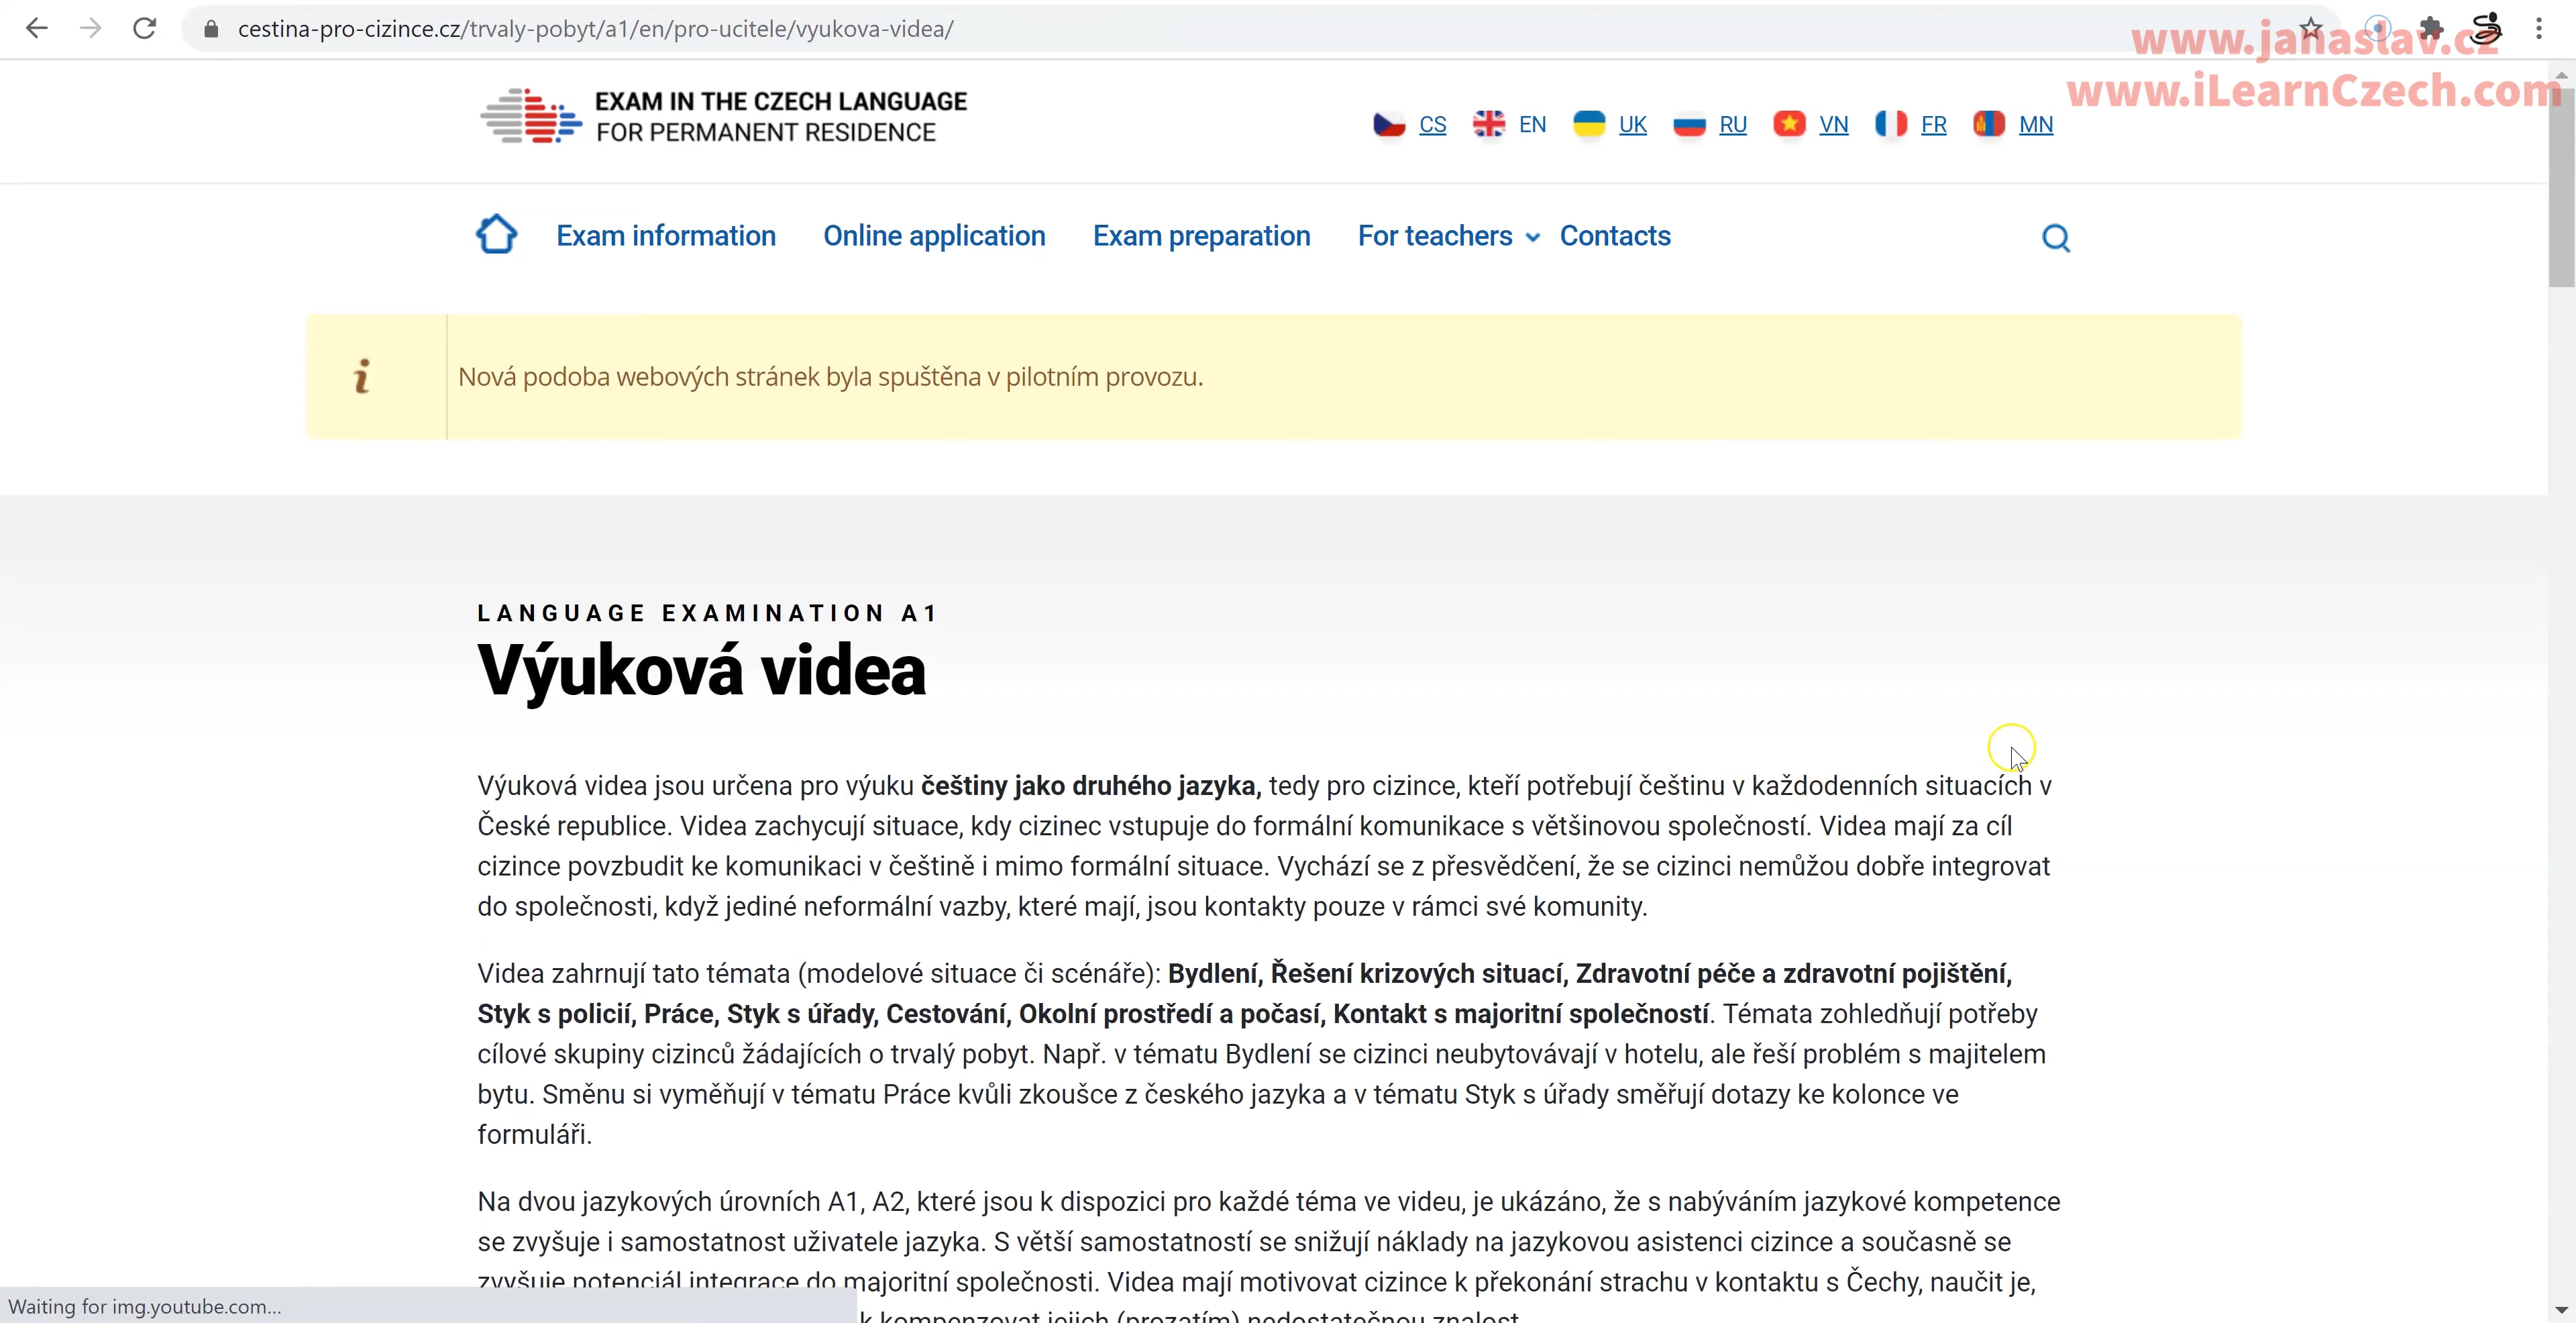 cestina-pro-cizince.cz/trvaly-pobyt/a1/en/pro-ucitele/vyukova-videa/
www.janaslav.cz
www.iLearnCzech.com
EXAM IN THE CZECH LANGUAGE
FOR PERMANENT RESIDENCE
CS EN UK RU VN FR MN
Exam information Online application Exam preparation For teachers Contacts
Nová podoba webových stránek byla spuštěna v pilotním provozu.
LANGUAGE EXAMINATION A1
Výuková videa
Výuková videa jsou určena pro výuku češtiny jako druhého jazyka, tedy pro cizince, kteří potřebují češtinu v každodenních situacích v
České republice. Videa zachycují situace, kdy cizinec vstupuje do formální komunikace s většinovou společností. Videa mají za cíl
cizince povzbudit ke komunikaci v češtině i mimo formální situace. Vychází se z přesvědčení, že se cizinci nemůžou dobře integrovat
do společnosti, když jediné neformální vazby, které mají, jsou kontakty pouze v rámci své komunity.
Videa zahrnují tato témata (modelové situace či scénáře): Bydlení, Řešení krizových situací, Zdravotní péče a zdravotní pojištění,
Styk s policií, Práce, Styk s úřady, Cestování, Okolní prostředí a počasí, Kontakt s majoritní společností. Témata zohledňují potřeby
cílové skupiny cizinců žádajících o trvalý pobyt. Např. v tématu Bydlení se cizinci neubytovávají v hotelu, ale řeší problém s majitelem
bytu. Směnu si vyměňují v tématu Práce kvůli zkoušce z českého jazyka a v tématu Styk s úřady směřují dotazy ke kolonce ve
formuláři.
Na dvou jazykových úrovních A1, A2, které jsou k dispozici pro každé téma ve videu, je ukázáno, že s nabýváním jazykové kompetence
se zvyšuje i samostatnost uživatele jazyka. S větší samostatností se snižují náklady na jazykovou asistenci cizince a současně se
zvyšuje potenciál integrace do majoritní společnosti. Videa mají motivovat cizince k překonání strachu v kontaktu s Čechy, naučit je,
k kompenzovat jejich (prozatím) nedostatečnou znalost
Waiting for img.youtube.com...